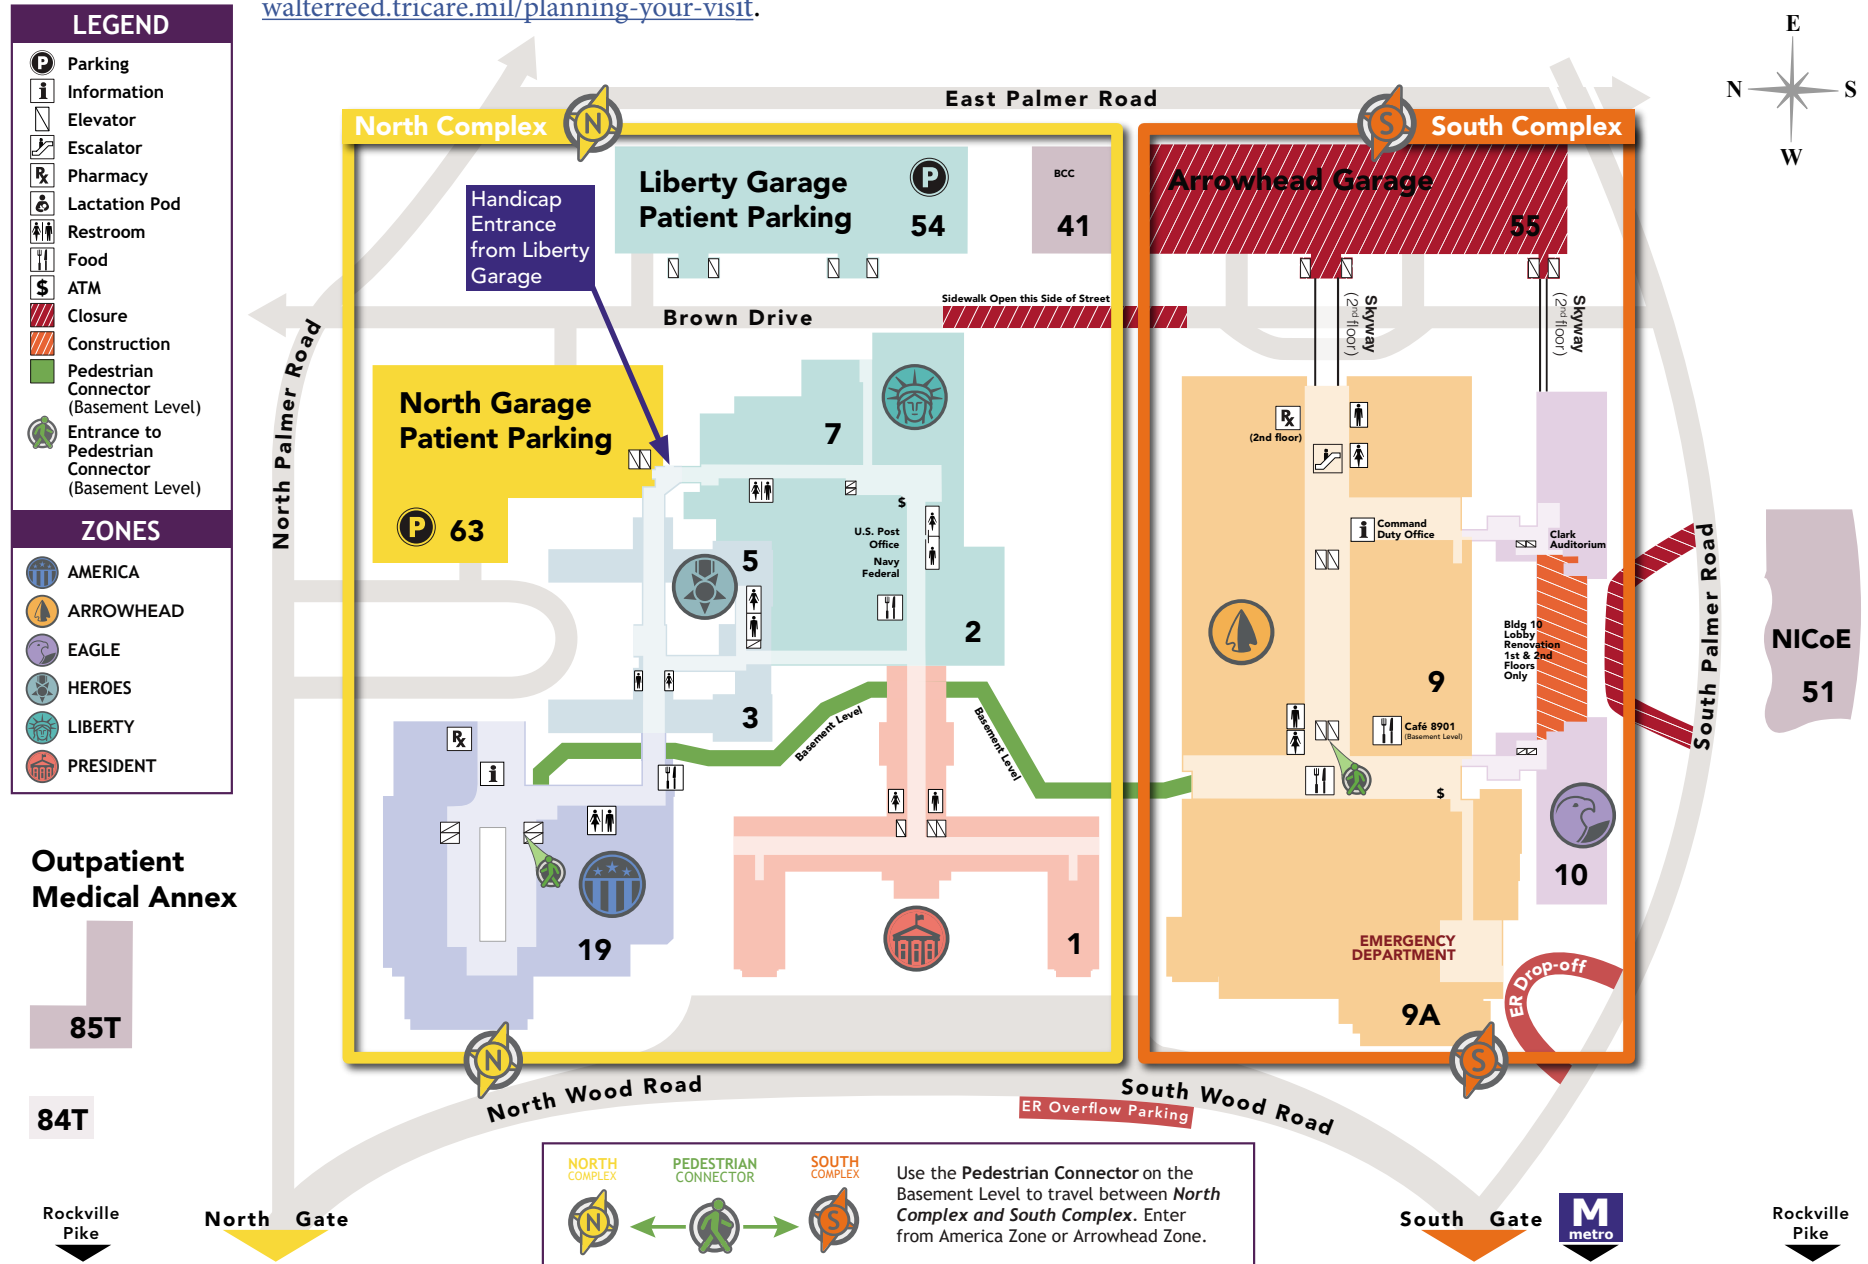 walterreed.tricare.mil/planning-your-visit.
LEGEND
P Parking
i Information
Elevator
Escalator
Rx Pharmacy
Lactation Pod
Restroom
Food
$ ATM
Closure
Construction
Pedestrian
Connector
(Basement Level)
Entrance to
Pedestrian
Connector
(Basement Level)
ZONES
AMERICA
ARROWHEAD
EAGLE
HEROES
LIBERTY
PRESIDENT
E
N
S
W
East Palmer Road
North Complex
N
S
South Complex
Handicap
Entrance
from Liberty
Garage
Liberty Garage
Patient Parking
P
54
BCC
41
Arrowhead Garage
55
Sidewalk Open this Side of Street
Brown Drive
Skyway
(2nd floor)
Skyway
(2nd floor)
North Palmer Road
North Garage
Patient Parking
P
63
7
$
U.S. Post
Office
Navy
Federal
5
2
3
Rx
(2nd floor)
i
Command
Duty Office
Clark
Auditorium
Bldg 10
Lobby
Renovation
1st & 2nd
Floors
Only
9
Café 8901
(Basement Level)
$
South Palmer Road
NICoE
51
Rx
i
Basement Level
Basement Level
19
1
10
EMERGENCY
DEPARTMENT
9A
ER Drop-off
Outpatient
Medical Annex
85T
84T
N
S
North Wood Road
South Wood Road
ER Overflow Parking
NORTH
COMPLEX
N
PEDESTRIAN
CONNECTOR
SOUTH
COMPLEX
S
Use the Pedestrian Connector on the
Basement Level to travel between North
Complex and South Complex. Enter
from America Zone or Arrowhead Zone.
Rockville
Pike
North Gate
South Gate
M
metro
Rockville
Pike